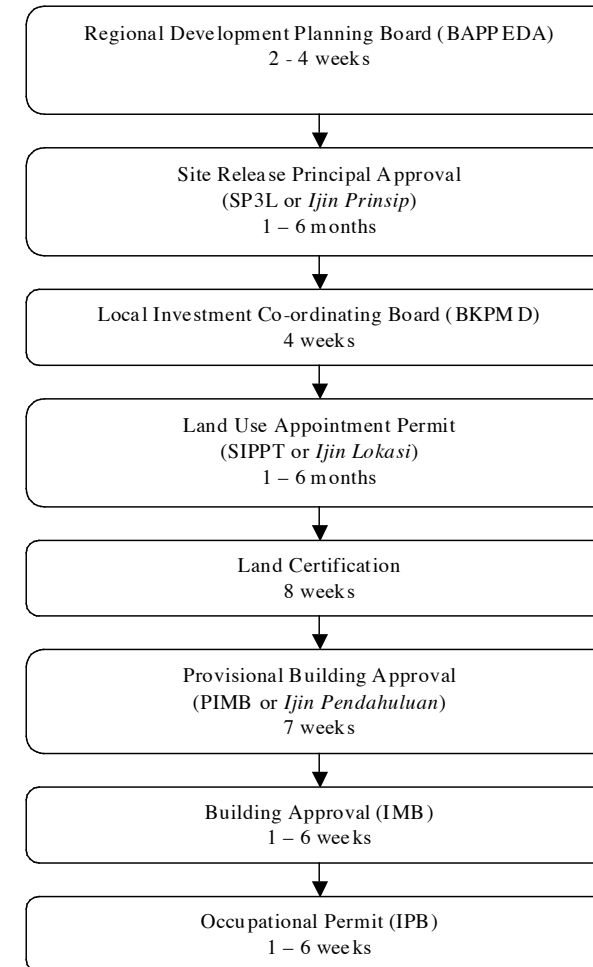 Regional Development Planning Board (BAPPEDA)
2 - 4 weeks
Site Release Principal Approval
(SP3L or Ijin Prinsip)
1 – 6 months
Local Investment Co-ordinating Board (BKPMD)
4 weeks
Land Use Appointment Permit
(SIPPT or Ijin Lokasi)
1 – 6 months
Land Certification
8 weeks
Provisional Building Approval
(PIMB or Ijin Pendahuluan)
7 weeks
Building Approval (IMB)
1 – 6 weeks
Occupational Permit (IPB)
1 – 6 weeks